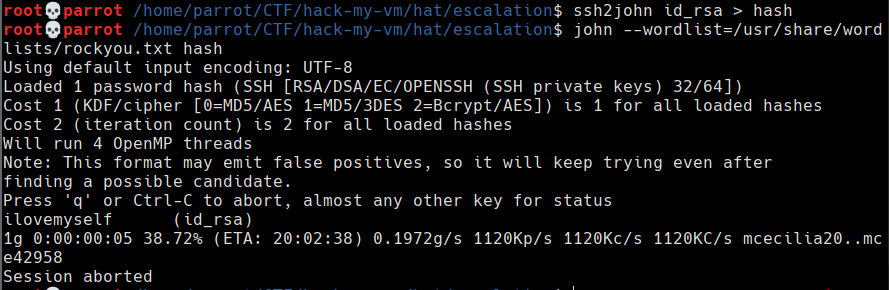 root💀parrot /home/parrot/CTF/hack-my-vm/hat/escalation$ ssh2john id_rsa > hash
root💀parrot /home/parrot/CTF/hack-my-vm/hat/escalation$ john --wordlist=/usr/share/word
lists/rockyou.txt hash
Using default input encoding: UTF-8
Loaded 1 password hash (SSH [RSA/DSA/EC/OPENSSH (SSH private keys) 32/64])
Cost 1 (KDF/cipher [0=MD5/AES 1=MD5/3DES 2=Bcrypt/AES]) is 1 for all loaded hashes
Cost 2 (iteration count) is 2 for all loaded hashes
Will run 4 OpenMP threads
Note: This format may emit false positives, so it will keep trying even after
finding a possible candidate.
Press 'q' or Ctrl-C to abort, almost any other key for status
ilovemyself      (id_rsa)
1g 0:00:00:05 38.72% (ETA: 20:02:38) 0.1972g/s 1120Kp/s 1120Kc/s 1120KC/s mcecilia20..mc
e42958
Session aborted